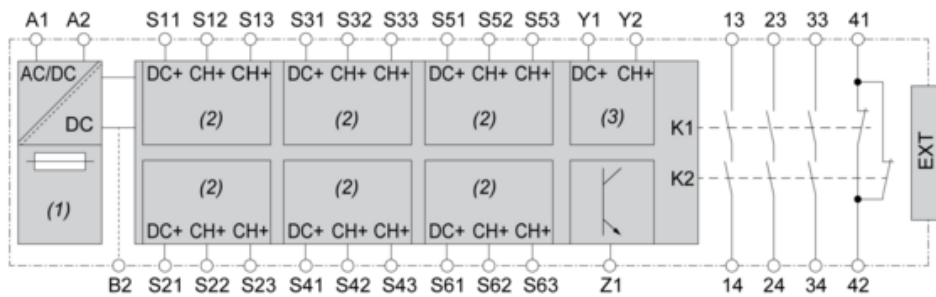 A1 A2 S11 S12 S13 S31 S32 S33 S51 S52 S53 Y1 Y2 13 23 33 41
AC/DC DC+ CH+ CH+ DC+ CH+ CH+ DC+ CH+ CH+ DC+ CH+
DC (2) (2) (2) (3) K1 EXT
(1) (2) (2) (2) K2
DC+ CH+ CH+ DC+ CH+ CH+ DC+ CH+ CH+
B2 S21 S22 S23 S41 S42 S43 S61 S62 S63 Z1 14 24 34 42